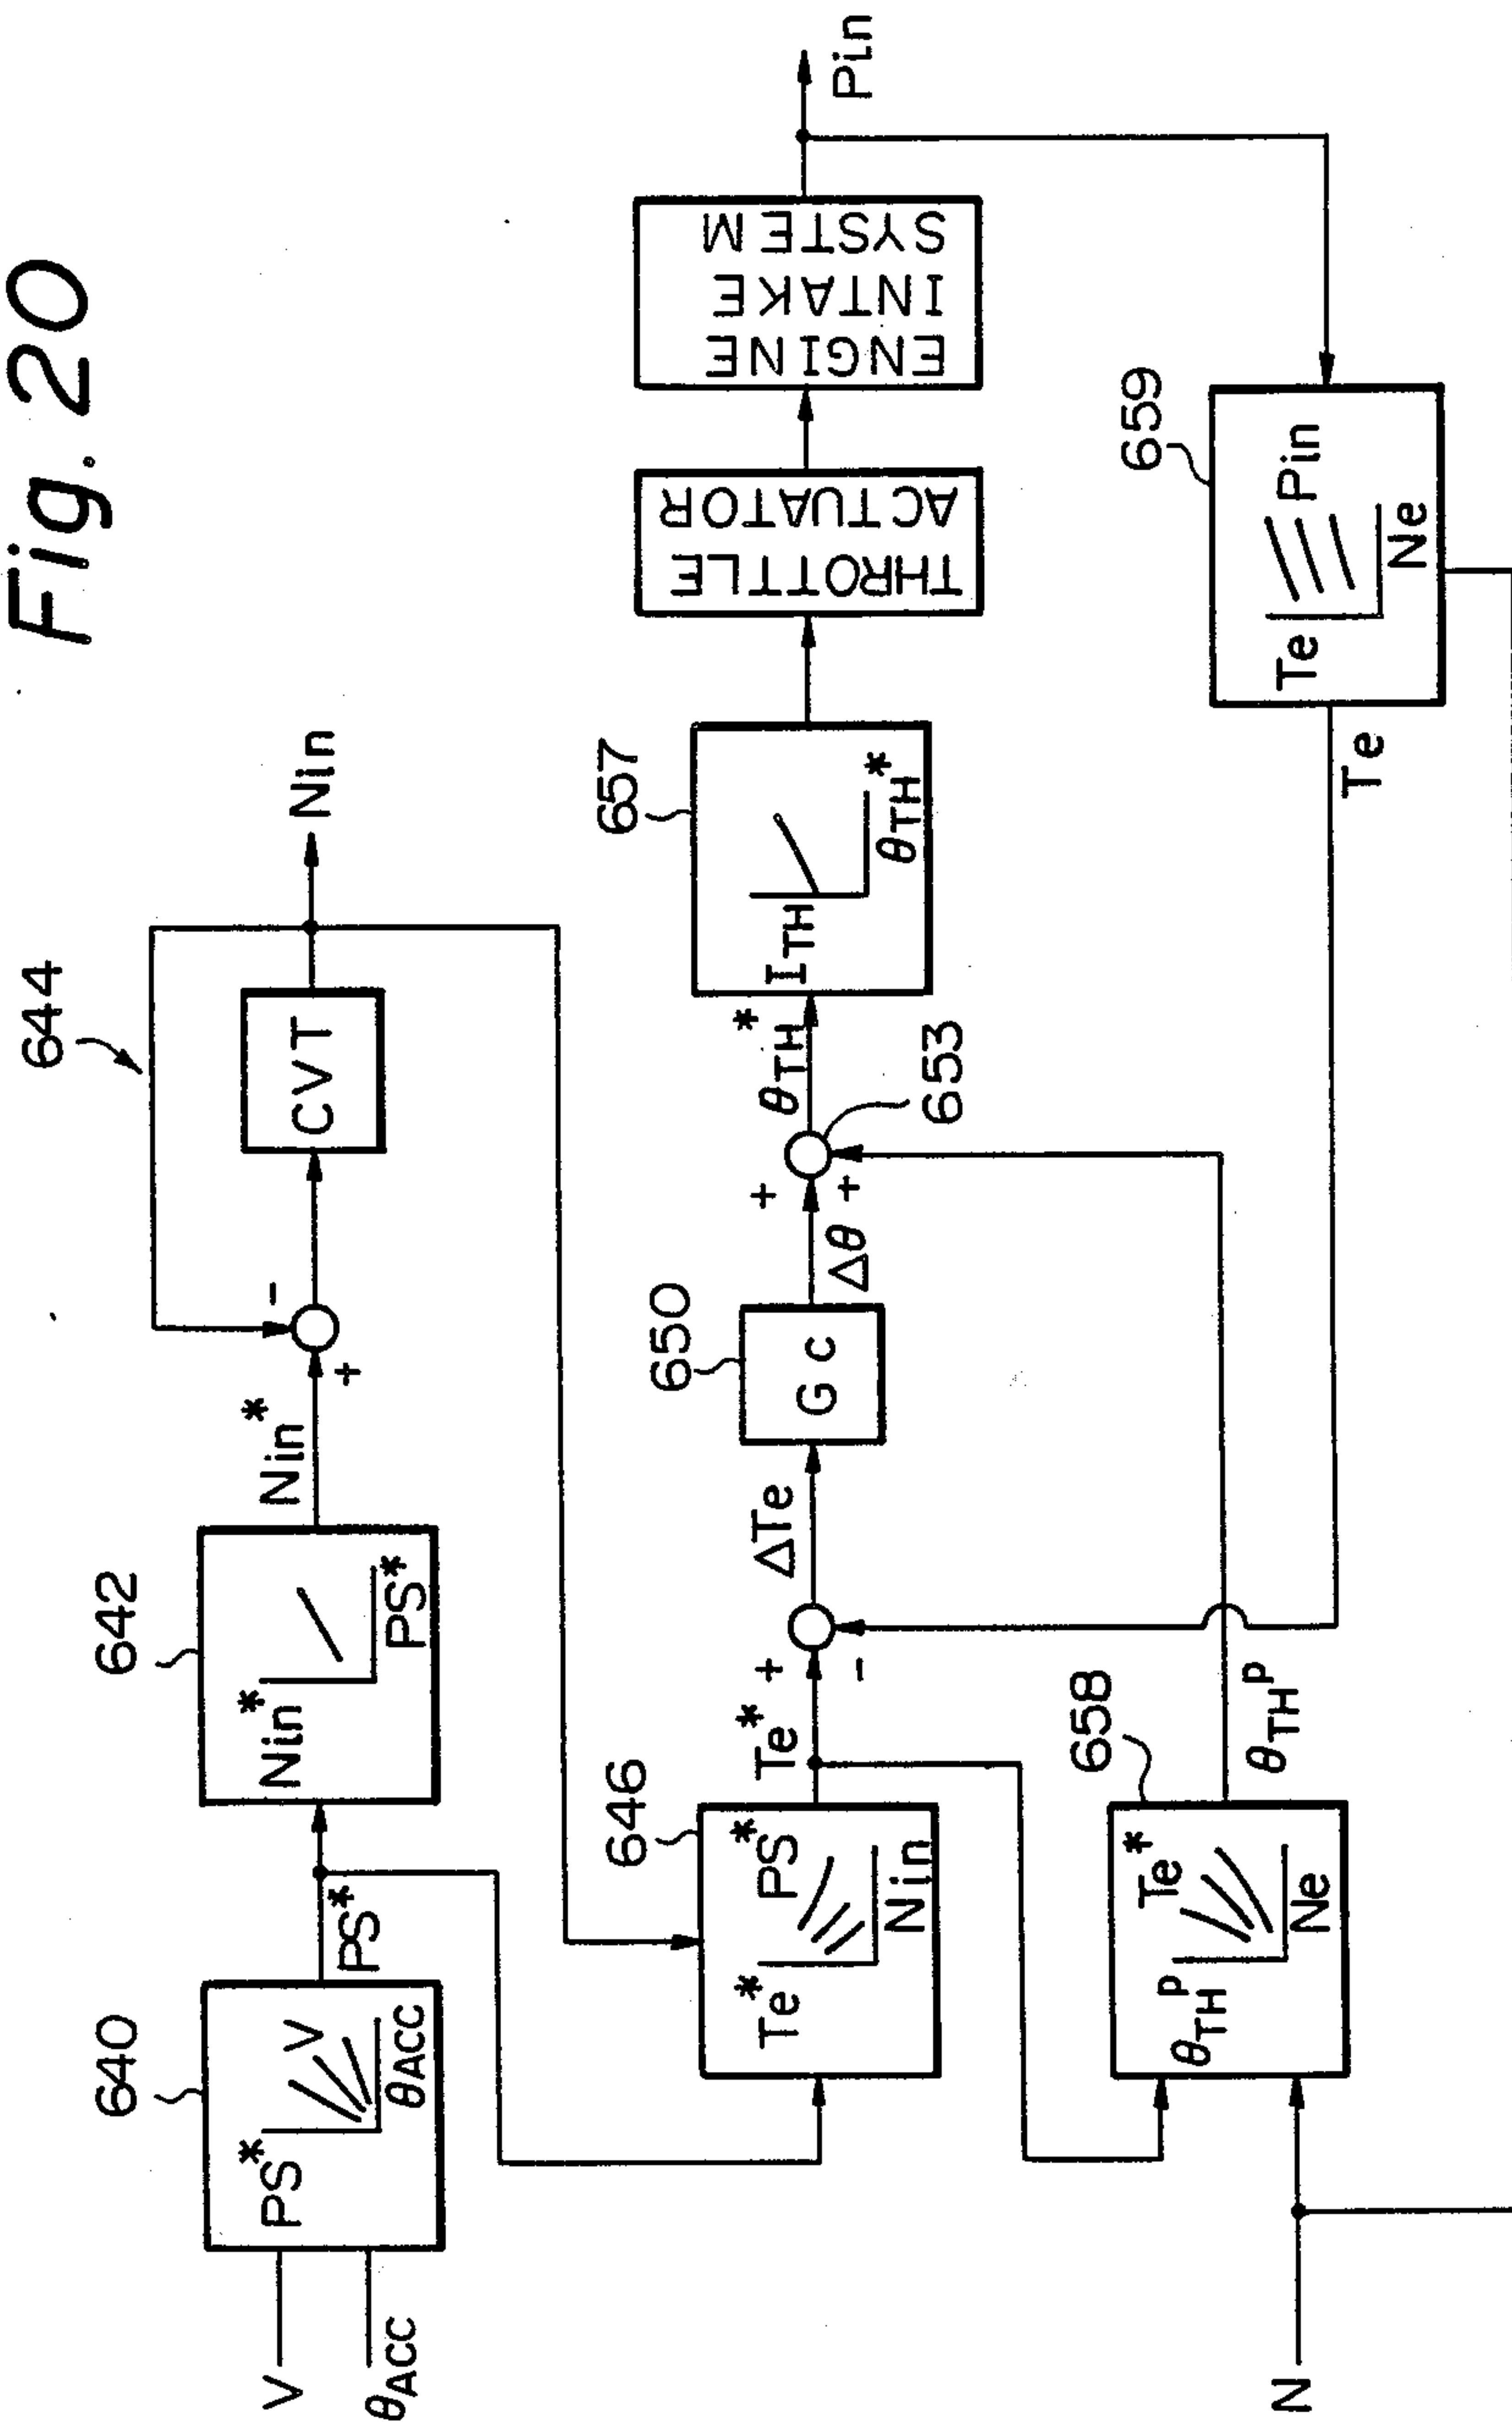 Fig. 20
644
640
PS*
V
θACC
V
θACC
PS*
642
Nin*
PS*
Nin*
+
-
CVT
Nin
646
Te*
PS*
Nin
Te*
+
-
ΔTe
650
Gc
Δθ
+
+
653
θTH*
657
ITH
θTH*
THROTTLE
ACTUATOR
ENGINE
INTAKE
SYSTEM
Pin
658
θTH^P
Te*
Ne
θTH^P
N
659
Te
Pin
Ne
Te